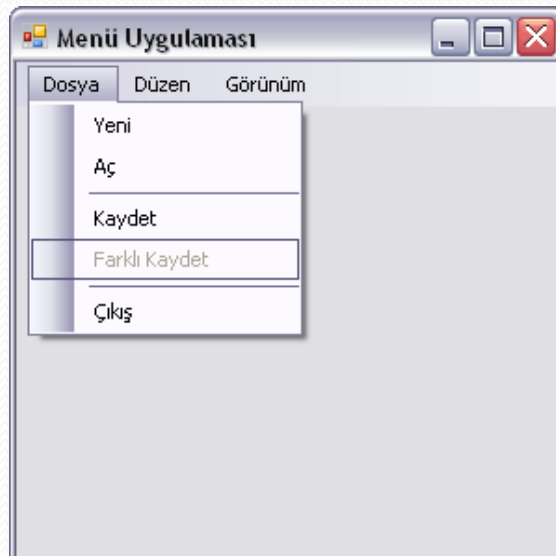 Menü Uygulaması
Dosya Düzen Görünüm
Yeni
Aç
Kaydet
Farklı Kaydet
Çıkış